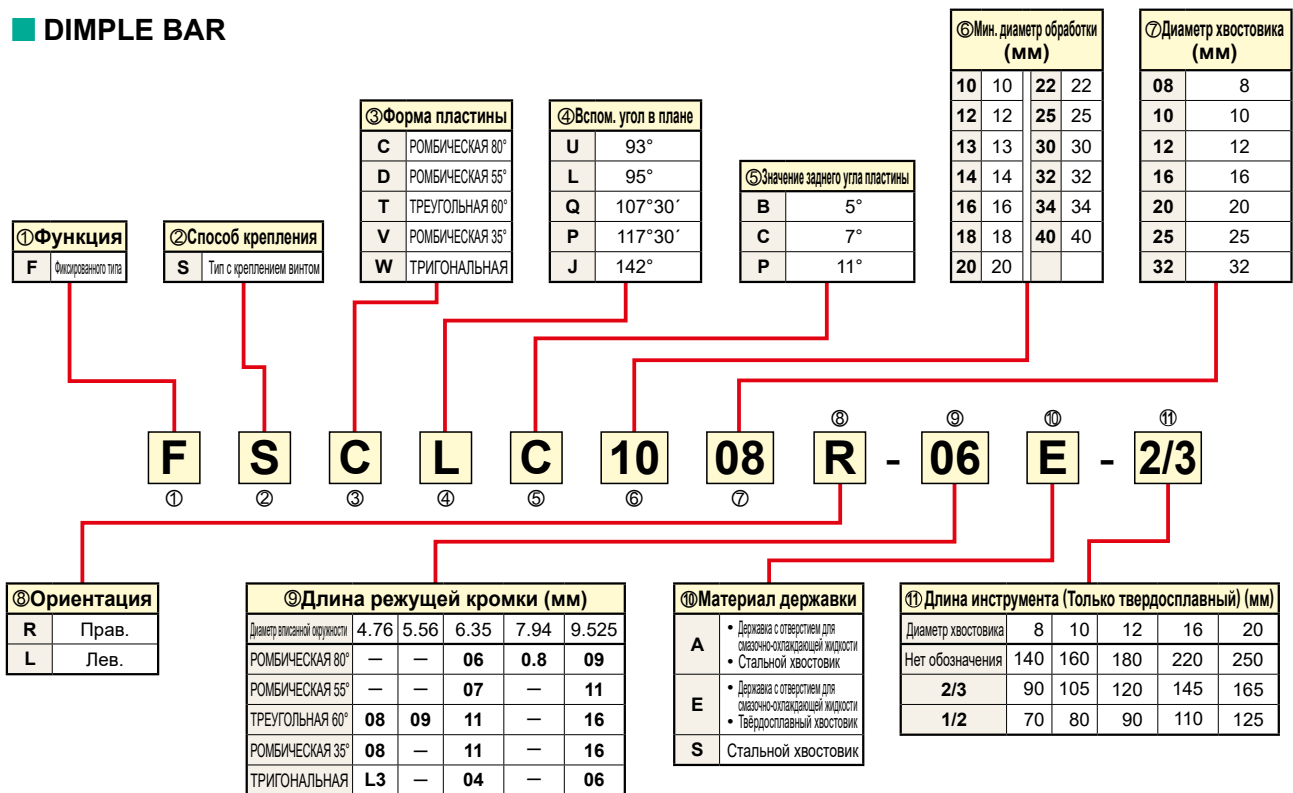 DIMPLE BAR
①Функция
F Фиксированного типа
②Способ крепления
S Тип с креплением винтом
③Форма пластины
C РОМБИЧЕСКАЯ 80°
D РОМБИЧЕСКАЯ 55°
T ТРЕУГОЛЬНАЯ 60°
V РОМБИЧЕСКАЯ 35°
W ТРИГОНАЛЬНАЯ
④Вспом. угол в плане
U 93°
L 95°
Q 107°30´
P 117°30´
J 142°
⑤Значение заднего угла пластины
B 5°
C 7°
P 11°
⑥Мин. диаметр обработки
(мм)
10 10 22 22
12 12 25 25
13 13 30 30
14 14 32 32
16 16 34 34
18 18 40 40
20 20
⑦Диаметр хвостовика
(мм)
08 8
10 10
12 12
16 16
20 20
25 25
32 32
⑧ ⑨ ⑩ ⑪
F S C L C 10 08 R - 06 E - 2/3
① ② ③ ④ ⑤ ⑥ ⑦
⑧Ориентация
R Прав.
L Лев.
⑨Длина режущей кромки (мм)
Диаметр вписанной окружности 4.76 5.56 6.35 7.94 9.525
РОМБИЧЕСКАЯ 80° — — 06 0.8 09
РОМБИЧЕСКАЯ 55° — — 07 — 11
ТРЕУГОЛЬНАЯ 60° 08 09 11 — 16
РОМБИЧЕСКАЯ 35° 08 — 11 — 16
ТРИГОНАЛЬНАЯ L3 — 04 — 06
⑩Материал державки
A • Державка с отверстием для
смазочно-охлаждающей жидкости
• Стальной хвостовик
E • Державка с отверстием для
смазочно-охлаждающей жидкости
• Твёрдосплавный хвостовик
S Стальной хвостовик
⑪ Длина инструмента (Только твердосплавный) (мм)
Диаметр хвостовика 8 10 12 16 20
Нет обозначения 140 160 180 220 250
2/3 90 105 120 145 165
1/2 70 80 90 110 125